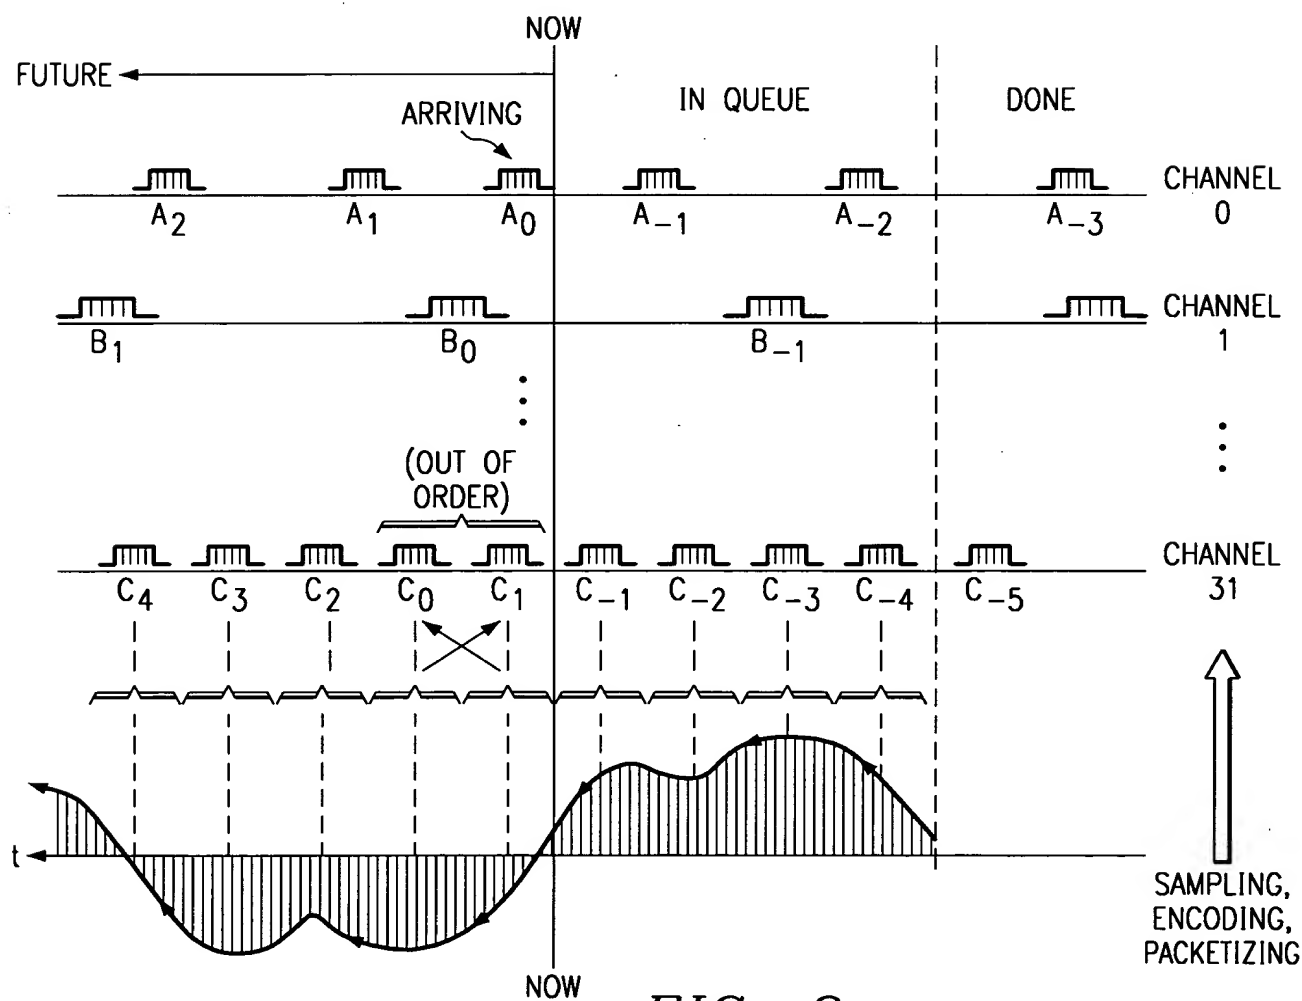 NOW
FUTURE
IN QUEUE
DONE
ARRIVING
A2 A1 A0 A-1 A-2 A-3
CHANNEL
0
B1 B0 B-1
CHANNEL
1
(OUT OF
ORDER)
C4 C3 C2 C0 C1 C-1 C-2 C-3 C-4 C-5
CHANNEL
31
t
SAMPLING,
ENCODING,
PACKETIZING
NOW